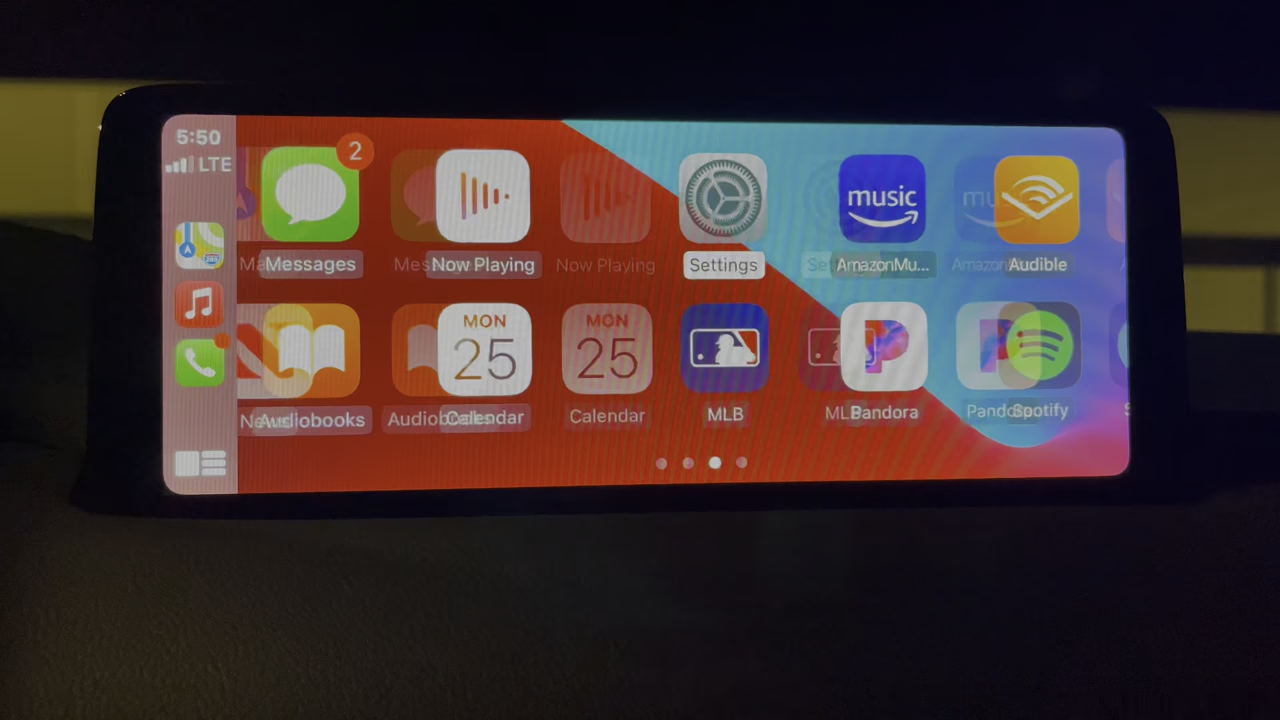 5:50
LTE
2
music
mu
Messages
Now Playing
Now Playing
Settings
AmazonMu...
Audible
MON
25
MON
25
Audiobooks
Calendar
Calendar
MLB
Pandora
Spotify